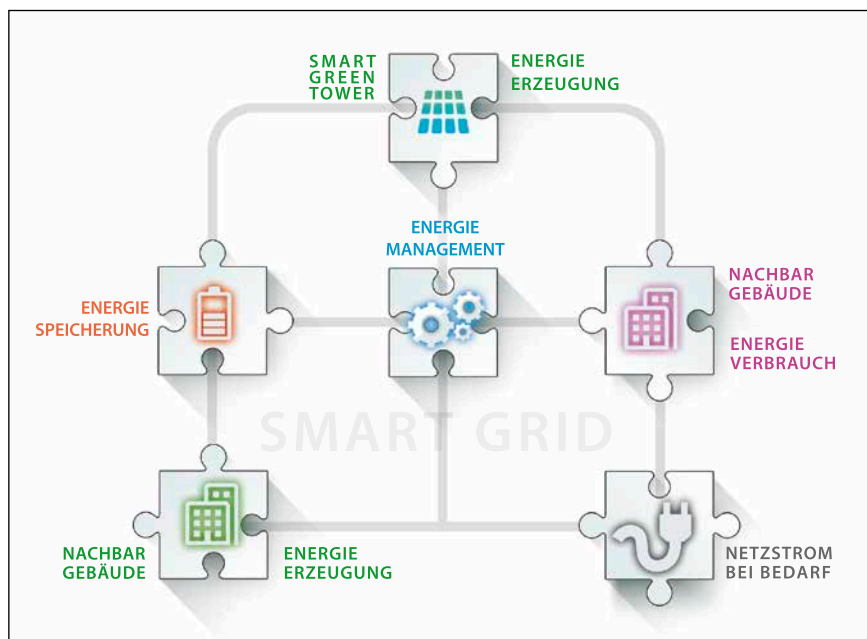 SMART
GREEN
TOWER
ENERGIE
ERZEUGUNG
ENERGIE
MANAGEMENT
ENERGIE
SPEICHERUNG
NACHBAR
GEBÄUDE
ENERGIE
VERBRAUCH
SMART GRID
NACHBAR
GEBÄUDE
ENERGIE
ERZEUGUNG
NETZSTROM
BEI BEDARF